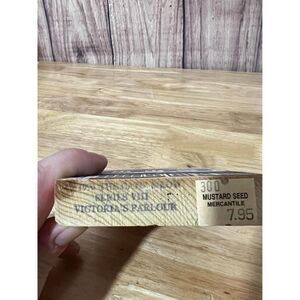 SERIES VIII
VICTORIA'S PARLOUR
300
MUSTARD SEED
MERCANTILE
7.95